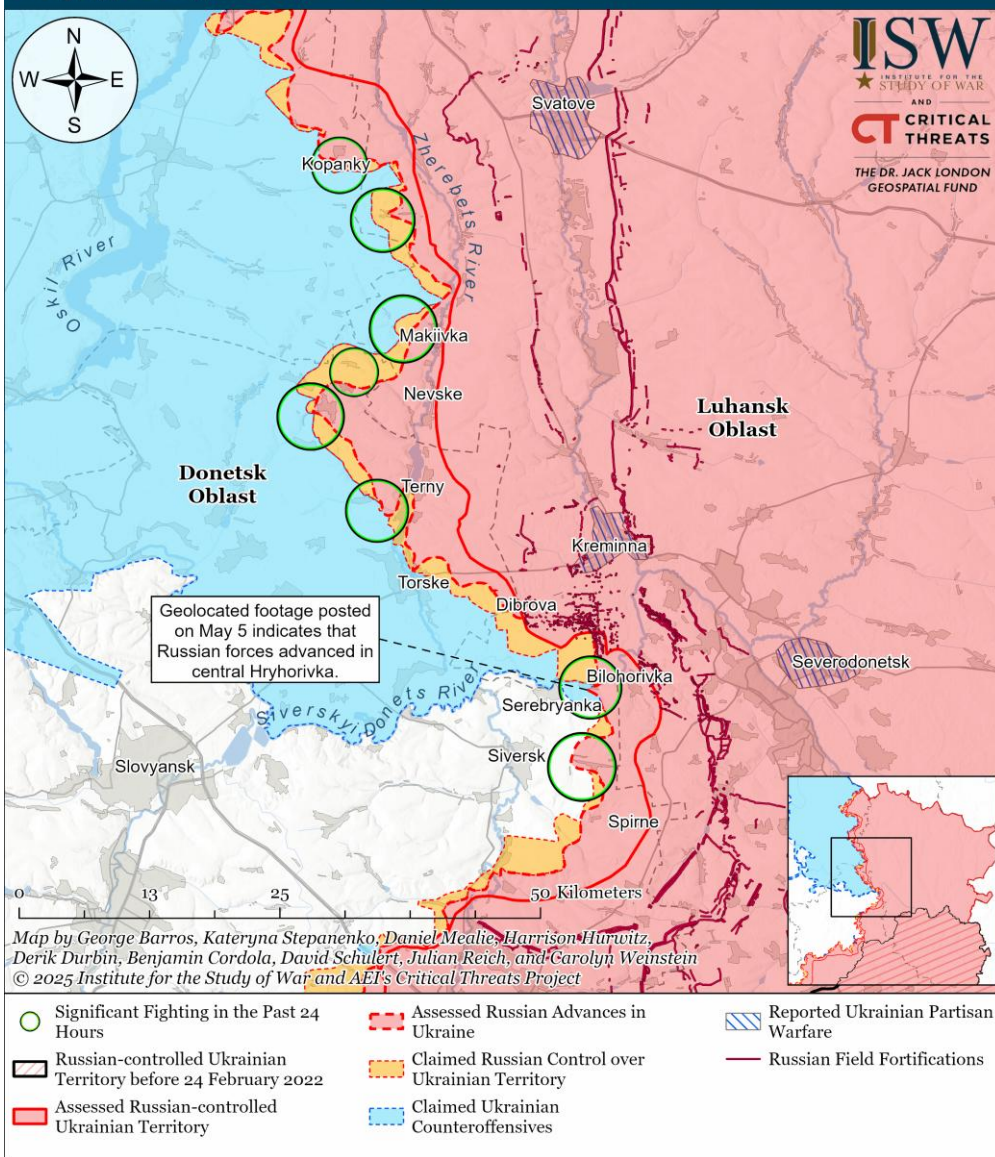 N
W
E
S
ISW
INSTITUTE FOR THE
STUDY OF WAR
AND
CT CRITICAL
THREATS
THE DR. JACK LONDON
GEOSPATIAL FUND
Svatove
Kopanky
Zherebets River
Oskil River
Makiivka
Nevske
Luhansk
Oblast
Donetsk
Oblast
Terny
Kreminna
Torske
Dibrova
Geolocated footage posted
on May 5 indicates that
Russian forces advanced in
central Hryhorivka.
Severodonetsk
Bilohorivka
Serebryanka
Siverskyi Donets River
Siversk
Slovyansk
Spirne
0 13 25 50 Kilometers
Map by George Barros, Kateryna Stepanenko, Daniel Mealie, Harrison Hurwitz,
Derik Durbin, Benjamin Cordola, David Schulert, Julian Reich, and Carolyn Weinstein
© 2025 Institute for the Study of War and AEI's Critical Threats Project
Significant Fighting in the Past 24
Hours
Russian-controlled Ukrainian
Territory before 24 February 2022
Assessed Russian-controlled
Ukrainian Territory
Assessed Russian Advances in
Ukraine
Claimed Russian Control over
Ukrainian Territory
Claimed Ukrainian
Counteroffensives
Reported Ukrainian Partisan
Warfare
Russian Field Fortifications